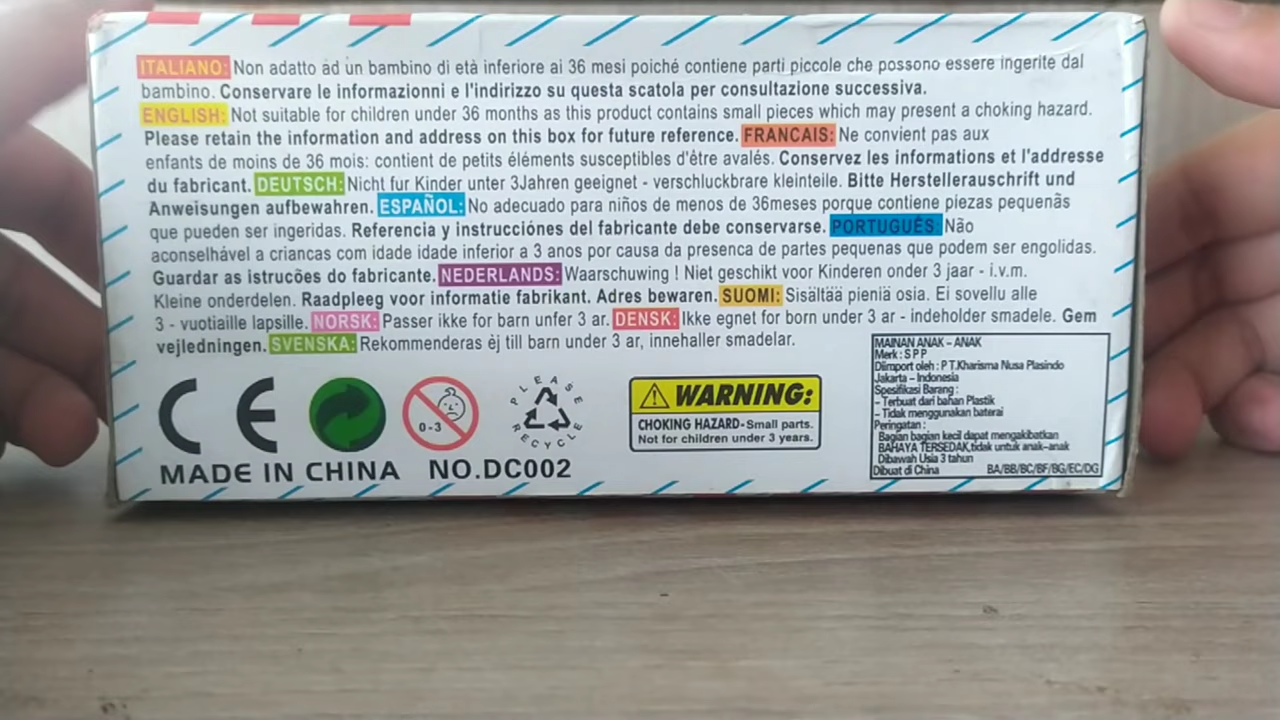 ITALIANO: Non adatto ad un bambino di età inferiore ai 36 mesi poiché contiene parti piccole che possono essere ingerite dal
bambino. Conservare le informazionni e l'indirizzo su questa scatola per consultazione successiva.
ENGLISH: Not suitable for children under 36 months as this product contains small pieces which may present a choking hazard.
Please retain the information and address on this box for future reference. FRANCAIS: Ne convient pas aux
enfants de moins de 36 mois: contient de petits éléments susceptibles d'être avalés. Conservez les informations et l'addresse
du fabricant. DEUTSCH: Nicht fur Kinder unter 3Jahren geeignet - verschluckbrare kleinteile. Bitte Herstellerauschrift und
Anweisungen aufbewahren. ESPAÑOL: No adecuado para niños de menos de 36meses porque contiene piezas pequenãs
que pueden ser ingeridas. Referencia y instrucciónes del fabricante debe conservarse. PORTUGUÊS: Não
aconselhável a criancas com idade idade inferior a 3 anos por causa da presenca de partes pequenas que podem ser engolidas.
Guardar as istrucões do fabricante. NEDERLANDS: Waarschuwing ! Niet geschikt voor Kinderen onder 3 jaar - i.v.m.
Kleine onderdelen. Raadpleeg voor informatie fabrikant. Adres bewaren. SUOMI: Sisältää pieniä osia. Ei sovellu alle
3 - vuotiaille lapsille. NORSK: Passer ikke for barn unfer 3 ar. DENSK: Ikke egnet for born under 3 ar - indeholder smadele. Gem
vejledningen. SVENSKA: Rekommenderas èj till barn under 3 ar, innehaller smadelar.
CE
0-3
PLEASE RECYCLE
WARNING:
CHOKING HAZARD-Small parts.
Not for children under 3 years.
MADE IN CHINA NO.DC002
MAINAN ANAK - ANAK
Merk : S P P
Diimport oleh : P T.Kharisma Nusa Plasindo
Jakarta - Indonesia
Spesifikasi Barang :
- Terbuat dari bahan Plastik
- Tidak menggunakan baterai
Peringatan :
Bagian bagian kecil dapat mengakibatkan
BAHAYA TERSEDAK,tidak untuk anak-anak
Dibawah Usia 3 tahun
Dibuat di China BA/BB/BC/BF/BG/EC/DG